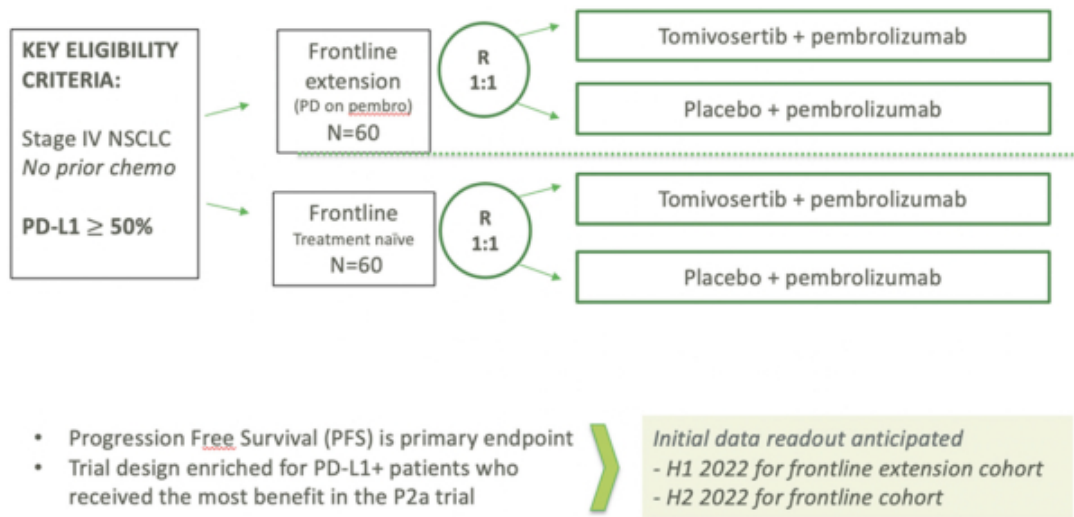 KEY ELIGIBILITY
CRITERIA:
Stage IV NSCLC
No prior chemo
PD-L1 ≥ 50%
Frontline
extension
(PD on pembro)
N=60
R
1:1
Tomivosertib + pembrolizumab
Placebo + pembrolizumab
Frontline
Treatment naïve
N=60
R
1:1
Tomivosertib + pembrolizumab
Placebo + pembrolizumab
• Progression Free Survival (PFS) is primary endpoint
• Trial design enriched for PD-L1+ patients who
received the most benefit in the P2a trial
Initial data readout anticipated
- H1 2022 for frontline extension cohort
- H2 2022 for frontline cohort